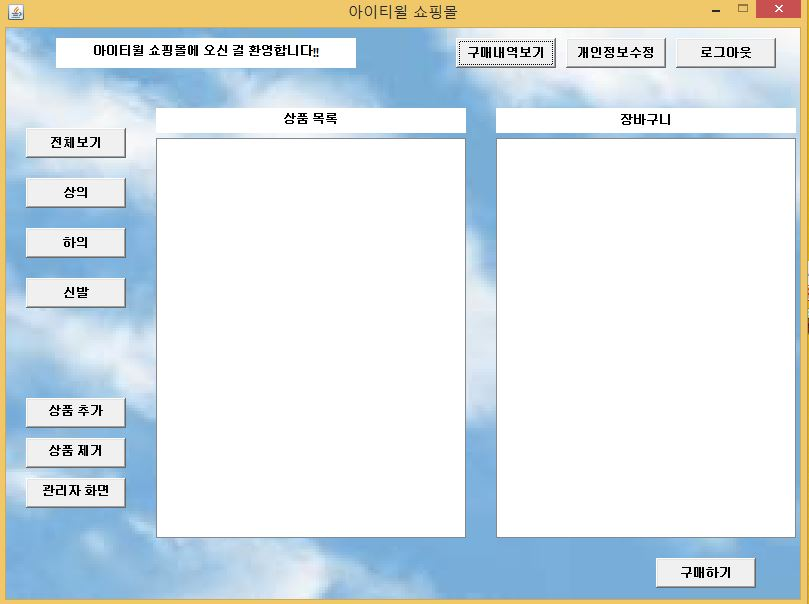 아이티윌 쇼핑몰
아이티윌 쇼핑몰에 오신 걸 환영합니다!!
구매내역보기
개인정보수정
로그아웃
상품 목록
장바구니
전체보기
상의
하의
신발
상품 추가
상품 제거
관리자 화면
구매하기